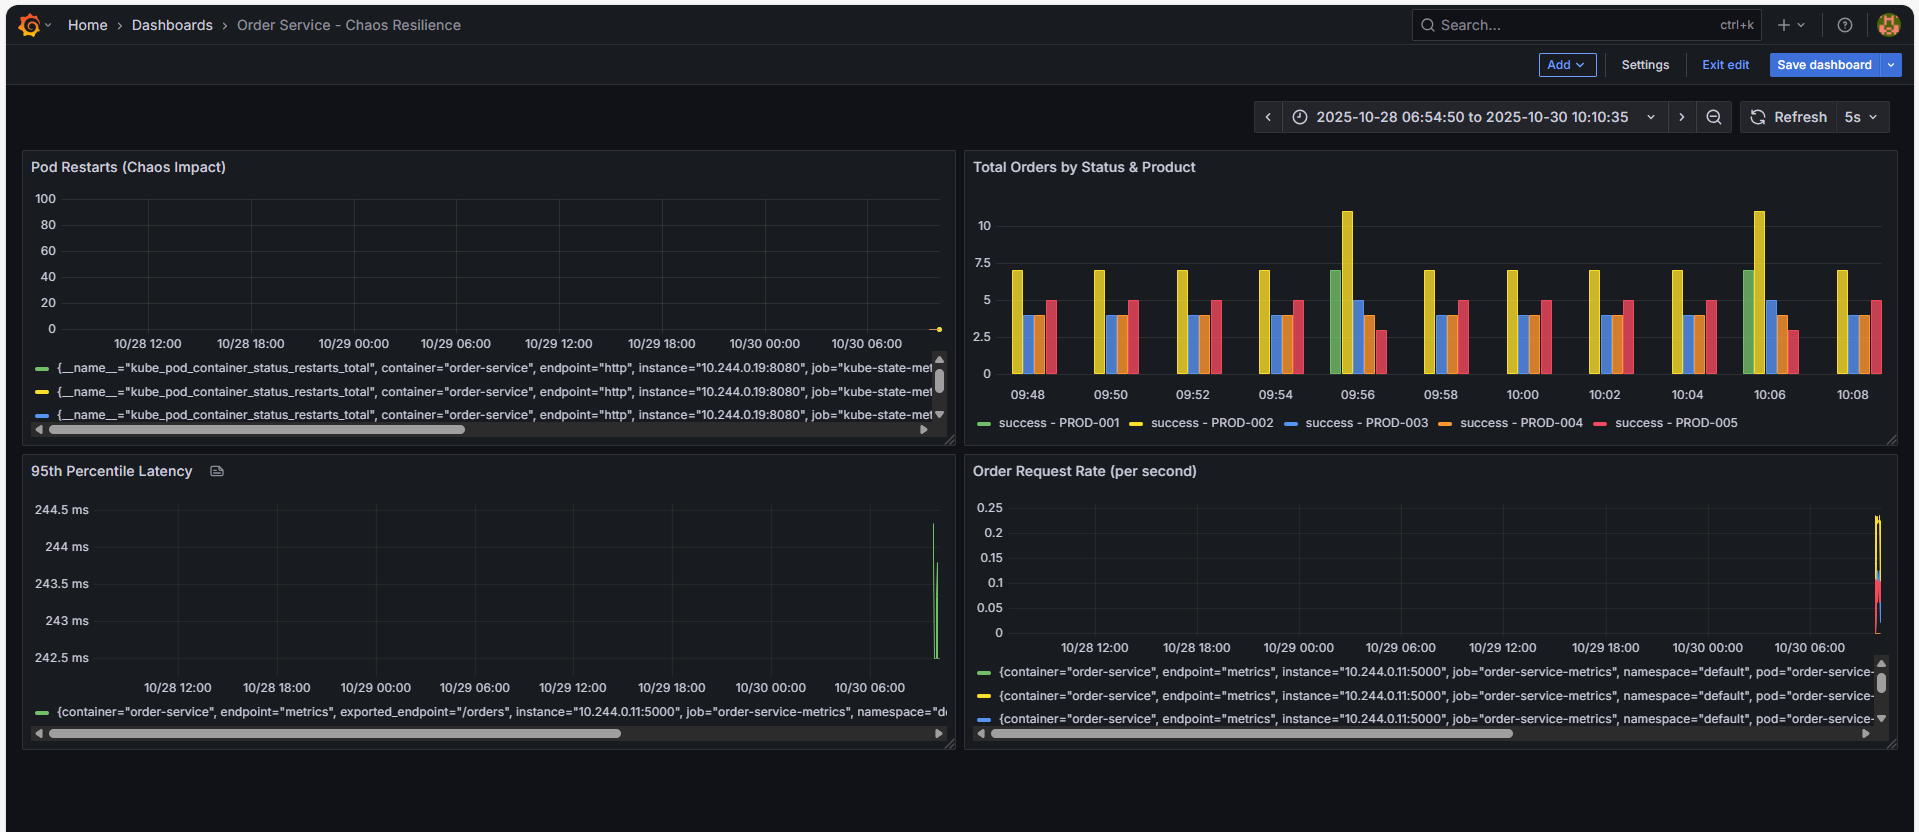 Home › Dashboards › Order Service - Chaos Resilience
Search... ctrl+k
Add Settings Exit edit Save dashboard
2025-10-28 06:54:50 to 2025-10-30 10:10:35 Refresh 5s
Pod Restarts (Chaos Impact)
100
80
60
40
20
0
10/28 12:00 10/28 18:00 10/29 00:00 10/29 06:00 10/29 12:00 10/29 18:00 10/30 00:00 10/30 06:00
{__name__="kube_pod_container_status_restarts_total", container="order-service", endpoint="http", instance="10.244.0.19:8080", job="kube-state-met
{__name__="kube_pod_container_status_restarts_total", container="order-service", endpoint="http", instance="10.244.0.19:8080", job="kube-state-met
{__name__="kube_pod_container_status_restarts_total", container="order-service", endpoint="http", instance="10.244.0.19:8080", job="kube-state-met
Total Orders by Status & Product
10
7.5
5
2.5
0
09:48 09:50 09:52 09:54 09:56 09:58 10:00 10:02 10:04 10:06 10:08
success - PROD-001 success - PROD-002 success - PROD-003 success - PROD-004 success - PROD-005
95th Percentile Latency
244.5 ms
244 ms
243.5 ms
243 ms
242.5 ms
10/28 12:00 10/28 18:00 10/29 00:00 10/29 06:00 10/29 12:00 10/29 18:00 10/30 00:00 10/30 06:00
{container="order-service", endpoint="metrics", exported_endpoint="/orders", instance="10.244.0.11:5000", job="order-service-metrics", namespace="de
Order Request Rate (per second)
0.25
0.2
0.15
0.1
0.05
0
10/28 12:00 10/28 18:00 10/29 00:00 10/29 06:00 10/29 12:00 10/29 18:00 10/30 00:00 10/30 06:00
{container="order-service", endpoint="metrics", instance="10.244.0.11:5000", job="order-service-metrics", namespace="default", pod="order-service-
{container="order-service", endpoint="metrics", instance="10.244.0.11:5000", job="order-service-metrics", namespace="default", pod="order-service-
{container="order-service", endpoint="metrics", instance="10.244.0.11:5000", job="order-service-metrics", namespace="default", pod="order-service-